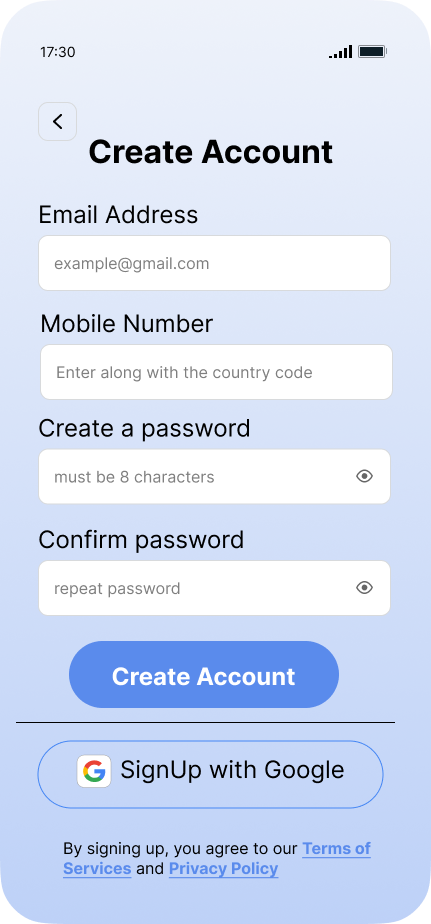 17:30
Create Account
Email Address
example@gmail.com
Mobile Number
Enter along with the country code
Create a password
must be 8 characters
Confirm password
repeat password
Create Account
SignUp with Google
By signing up, you agree to our Terms of
Services and Privacy Policy